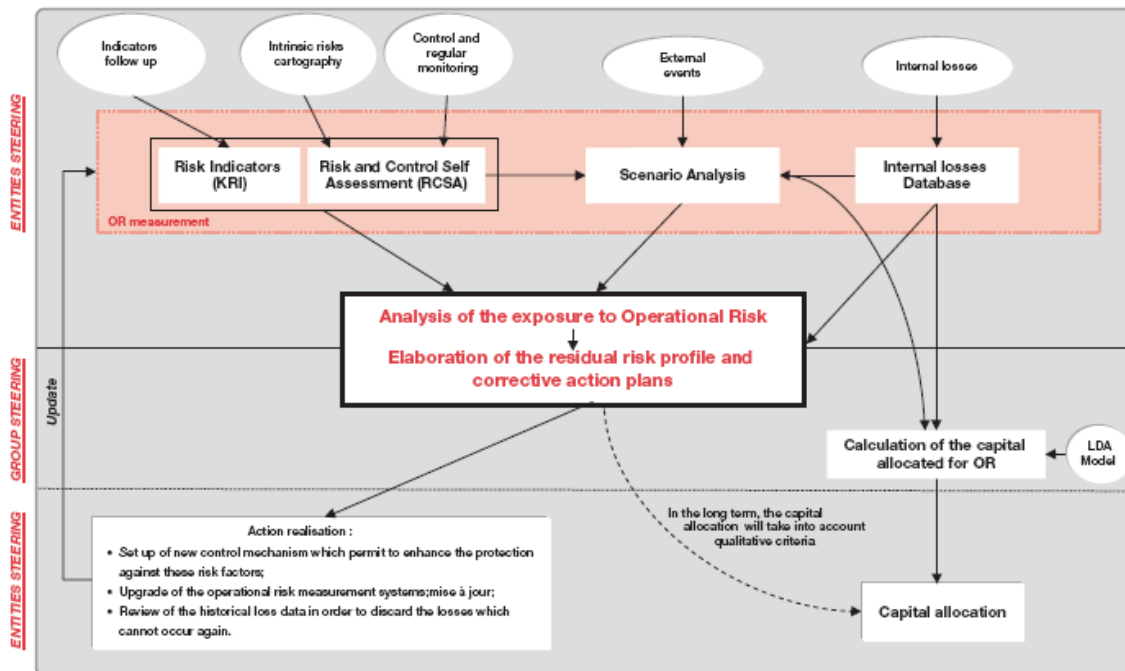 Indicators
follow up
Intrinsic risks
cartography
Control and
regular
monitoring
External
events
Internal losses
ENTITIES STEERING
Risk Indicators
(KRI)
Risk and Control Self
Assessment (RCSA)
Scenario Analysis
Internal losses
Database
OR measurement
Analysis of the exposure to Operational Risk
Elaboration of the residual risk profile and
corrective action plans
GROUP STEERING
Update
Calculation of the capital
allocated for OR
LDA
Model
ENTITIES STEERING
Action realisation :
• Set up of new control mechanism which permit to enhance the protection
against these risk factors;
• Upgrade of the operational risk measurement systems;mise à jour;
• Review of the historical loss data in order to discard the losses which
cannot occur again.
In the long term, the capital
allocation will take into account
qualitative criteria
Capital allocation